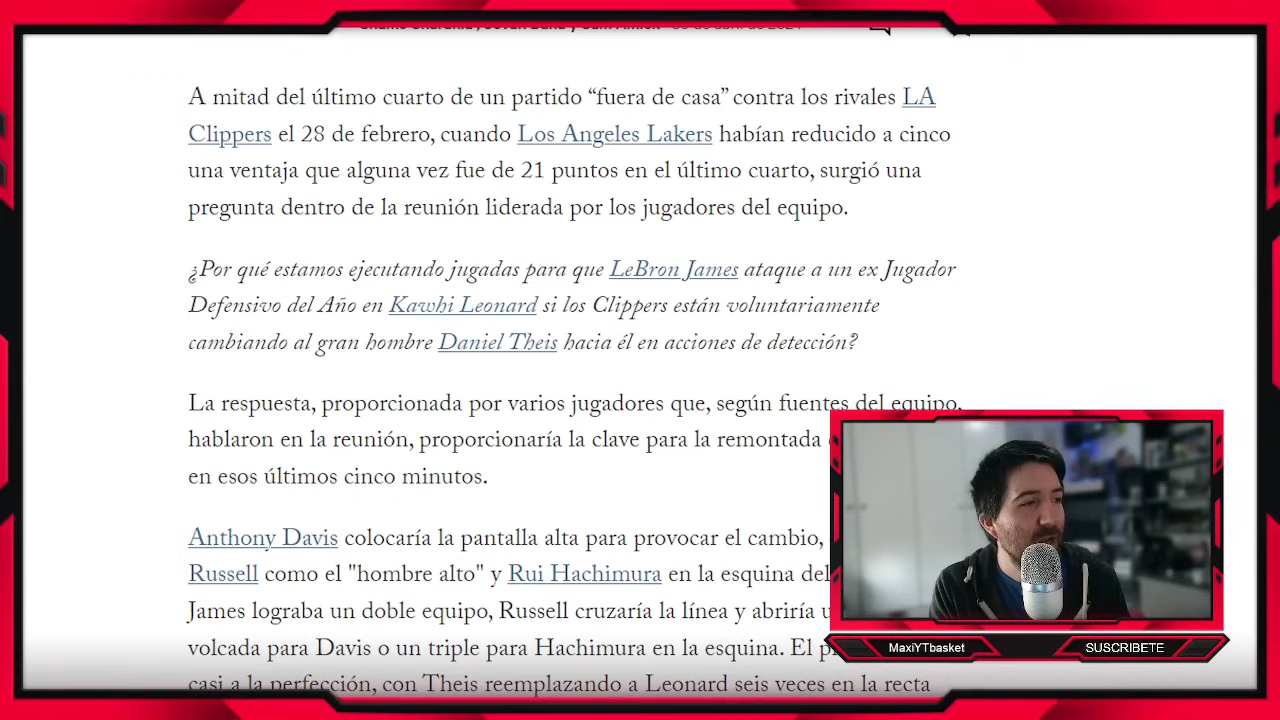 A mitad del último cuarto de un partido “fuera de casa” contra los rivales LA
Clippers el 28 de febrero, cuando Los Angeles Lakers habían reducido a cinco
una ventaja que alguna vez fue de 21 puntos en el último cuarto, surgió una
pregunta dentro de la reunión liderada por los jugadores del equipo.
¿Por qué estamos ejecutando jugadas para que LeBron James ataque a un ex Jugador
Defensivo del Año en Kawhi Leonard si los Clippers están voluntariamente
cambiando al gran hombre Daniel Theis hacia él en acciones de detección?
La respuesta, proporcionada por varios jugadores que, según fuentes del equipo,
hablaron en la reunión, proporcionaría la clave para la remontada
en esos últimos cinco minutos.
Anthony Davis colocaría la pantalla alta para provocar el cambio,
Russell como el "hombre alto" y Rui Hachimura en la esquina del
James lograba un doble equipo, Russell cruzaría la línea y abriría
volcada para Davis o un triple para Hachimura en la esquina. El
casi a la perfección, con Theis reemplazando a Leonard seis veces en la recta
MaxiYTbasket
SUSCRIBETE